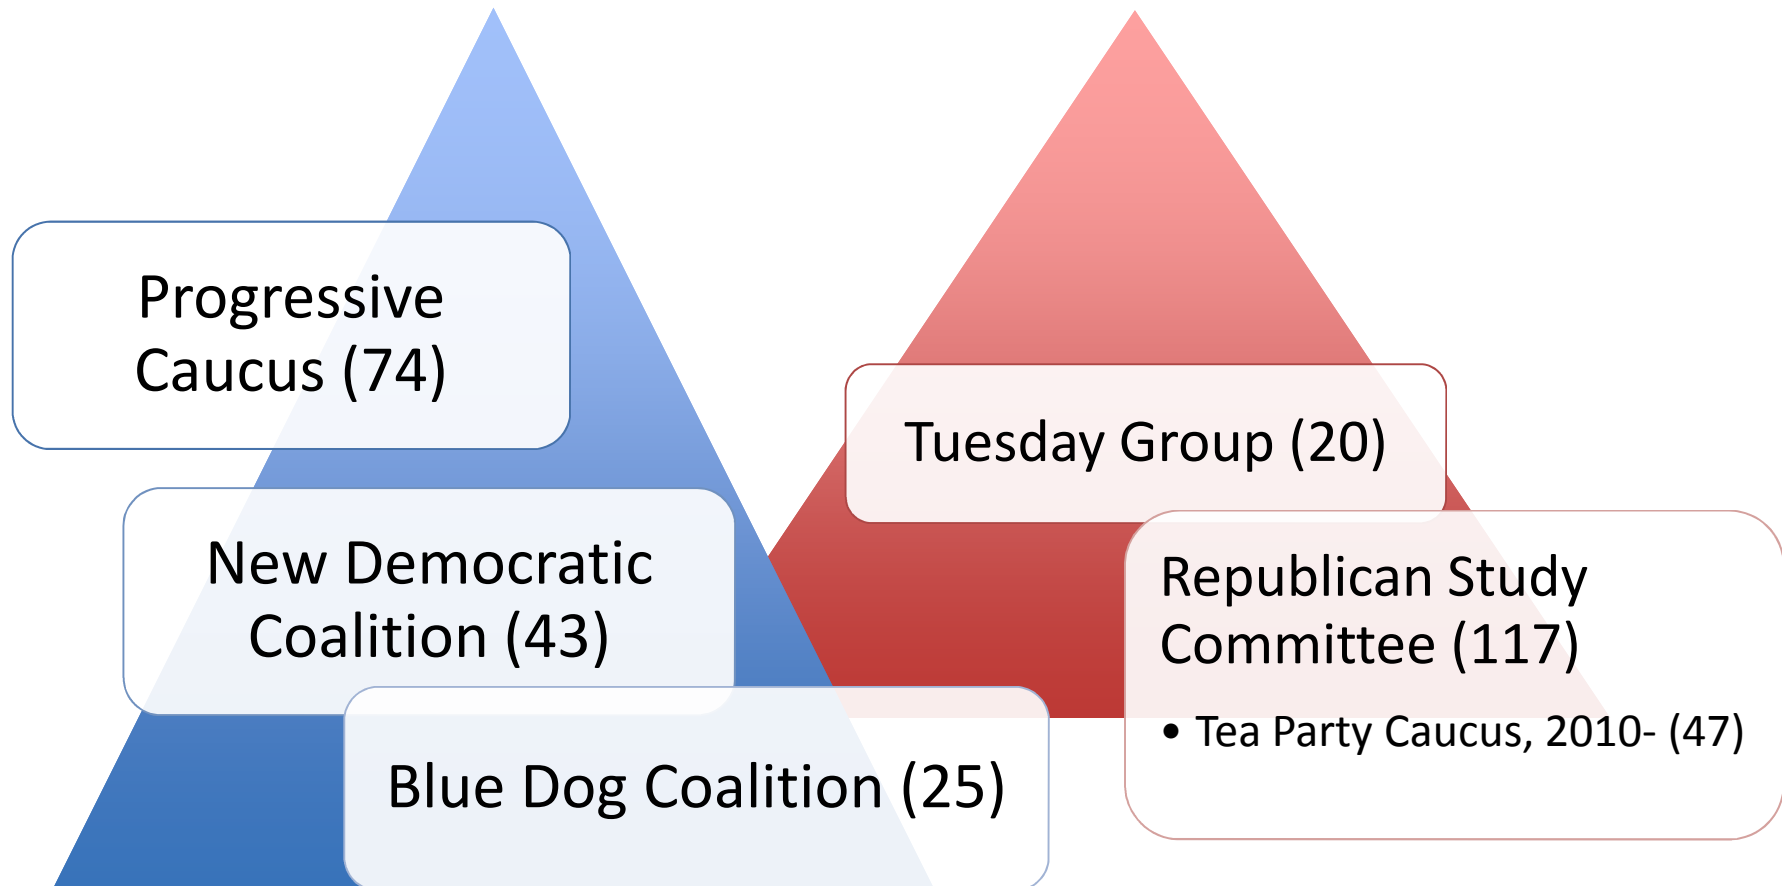 Progressive
Caucus (74)
New Democratic
Coalition (43)
Blue Dog Coalition (25)
Tuesday Group (20)
Republican Study
Committee (117)
• Tea Party Caucus, 2010- (47)